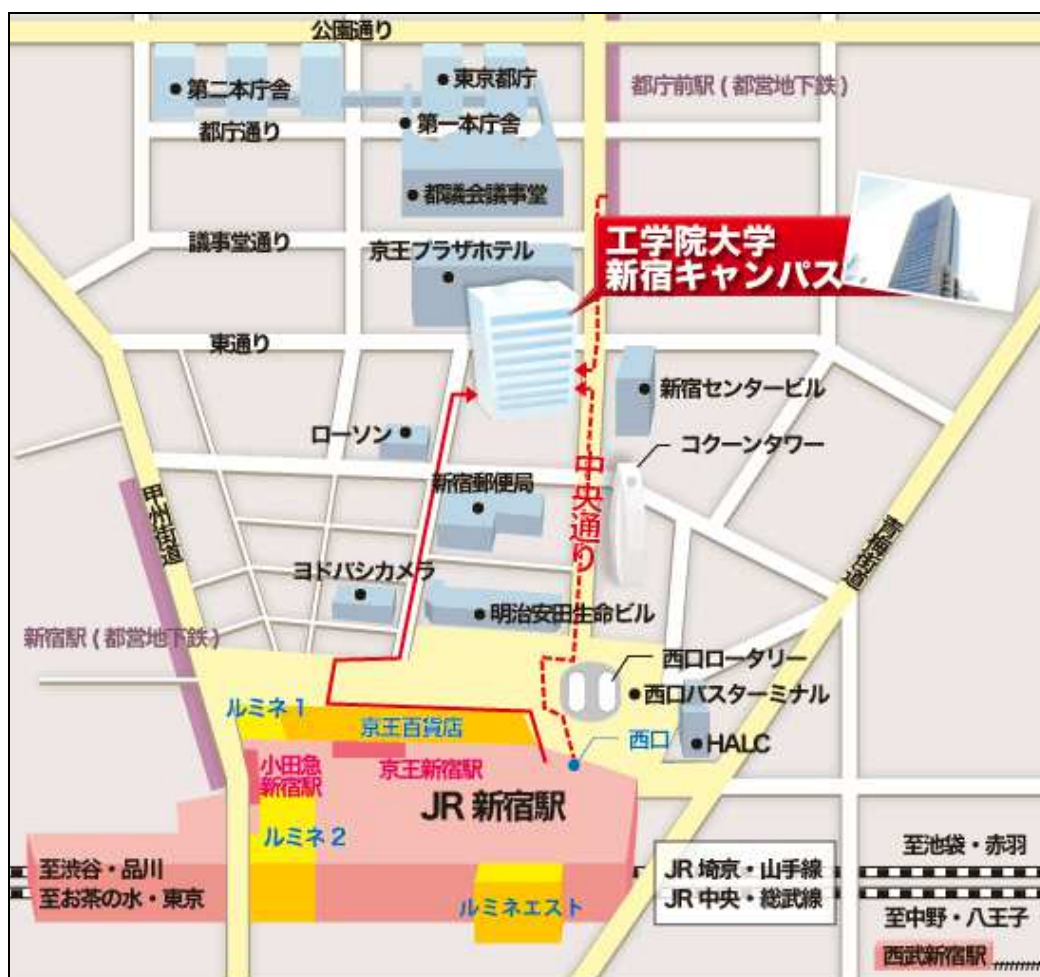 公園通り
第二本庁舎
東京都庁
都庁前駅(都営地下鉄)
都庁通り
第一本庁舎
都議会議事堂
議事堂通り
京王プラザホテル
工学院大学
新宿キャンパス
東通り
新宿センタービル
ローソン
コクーンタワー
中央通り
新宿郵便局
甲州街道
青梅街道
ヨドバシカメラ
明治安田生命ビル
新宿駅(都営地下鉄)
西口ロータリー
西口バスターミナル
ルミネ1
京王百貨店
西口
HALC
小田急
新宿駅
京王新宿駅
JR 新宿駅
ルミネ2
至渋谷・品川
至お茶の水・東京
ルミネエスト
JR 埼京・山手線
JR 中央・総武線
至池袋・赤羽
至中野・八王子
西武新宿駅